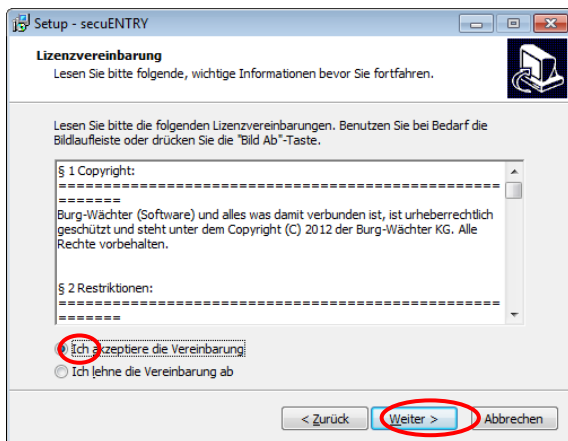 Setup - secuENTRY
Lizenzvereinbarung
Lesen Sie bitte folgende, wichtige Informationen bevor Sie fortfahren.
Lesen Sie bitte die folgenden Lizenzvereinbarungen. Benutzen Sie bei Bedarf die
Bildlaufleiste oder drücken Sie die "Bild Ab"-Taste.
§ 1 Copyright:
================================================
=======
Burg-Wächter (Software) und alles was damit verbunden ist, ist urheberrechtlich
geschützt und steht unter dem Copyright (C) 2012 der Burg-Wächter KG. Alle
Rechte vorbehalten.
§ 2 Restriktionen:
================================================
=======
Ich akzeptiere die Vereinbarung
Ich lehne die Vereinbarung ab
< Zurück
Weiter >
Abbrechen